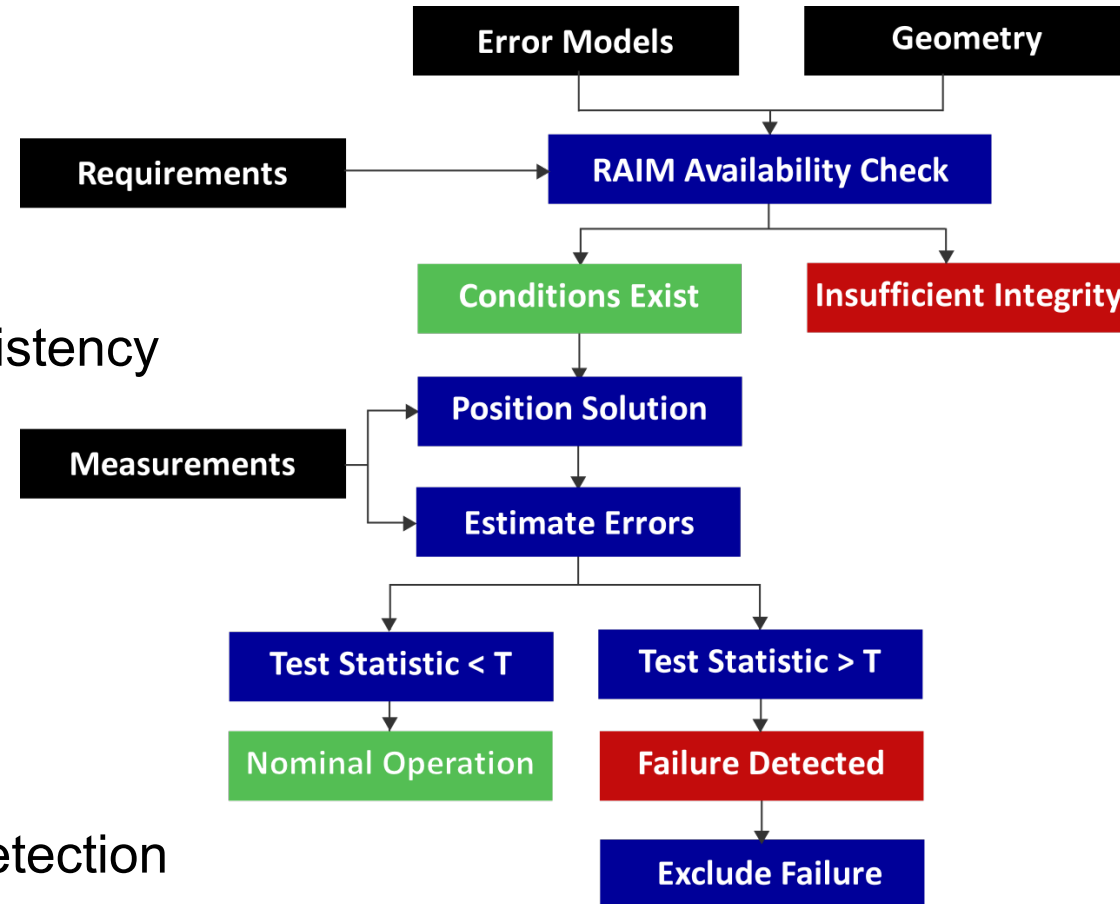 Error Models
Geometry
Requirements
RAIM Availability Check
Conditions Exist
Insufficient Integrity
istency
Position Solution
Measurements
Estimate Errors
Test Statistic < T
Test Statistic > T
Nominal Operation
Failure Detected
etection
Exclude Failure